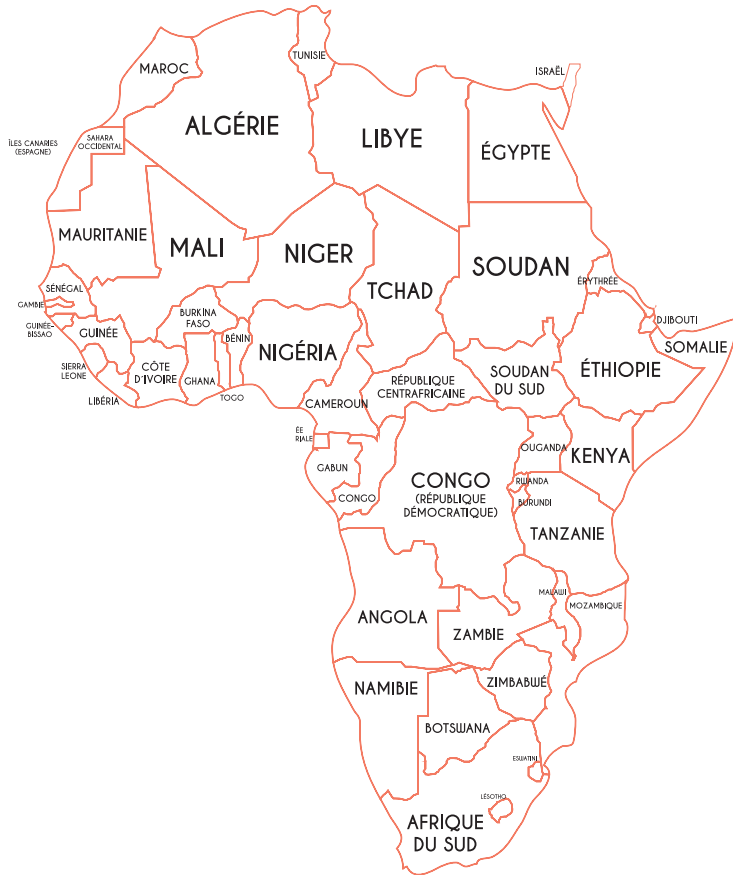 TUNISIE
MAROC
ISRAËL
ALGÉRIE
LIBYE
ÉGYPTE
SAHARA
OCCIDENTAL
ÎLES CANARIES
(ESPAGNE)
MAURITANIE
MALI
NIGER
TCHAD
SOUDAN
ÉRYTHRÉE
SÉNÉGAL
GAMBIE
GUINÉE-
BISSAO
GUINÉE
BURKINA
FASO
BÉNIN
NIGÉRIA
DJIBOUTI
SOMALIE
SIERRA
LEONE
LIBÉRIA
CÔTE
D'IVOIRE
GHANA
TOGO
CAMEROUN
RÉPUBLIQUE
CENTRAFRICAINE
SOUDAN
DU SUD
ÉTHIOPIE
ÉE
RIALE
GABUN
CONGO
CONGO
(RÉPUBLIQUE
DÉMOCRATIQUE)
OUGANDA
KENYA
RWANDA
BURUNDI
TANZANIE
ANGOLA
ZAMBIE
MALAWI
MOZAMBIQUE
NAMIBIE
ZIMBABWÉ
BOTSWANA
ESWATINI
LÉSOTHO
AFRIQUE
DU SUD